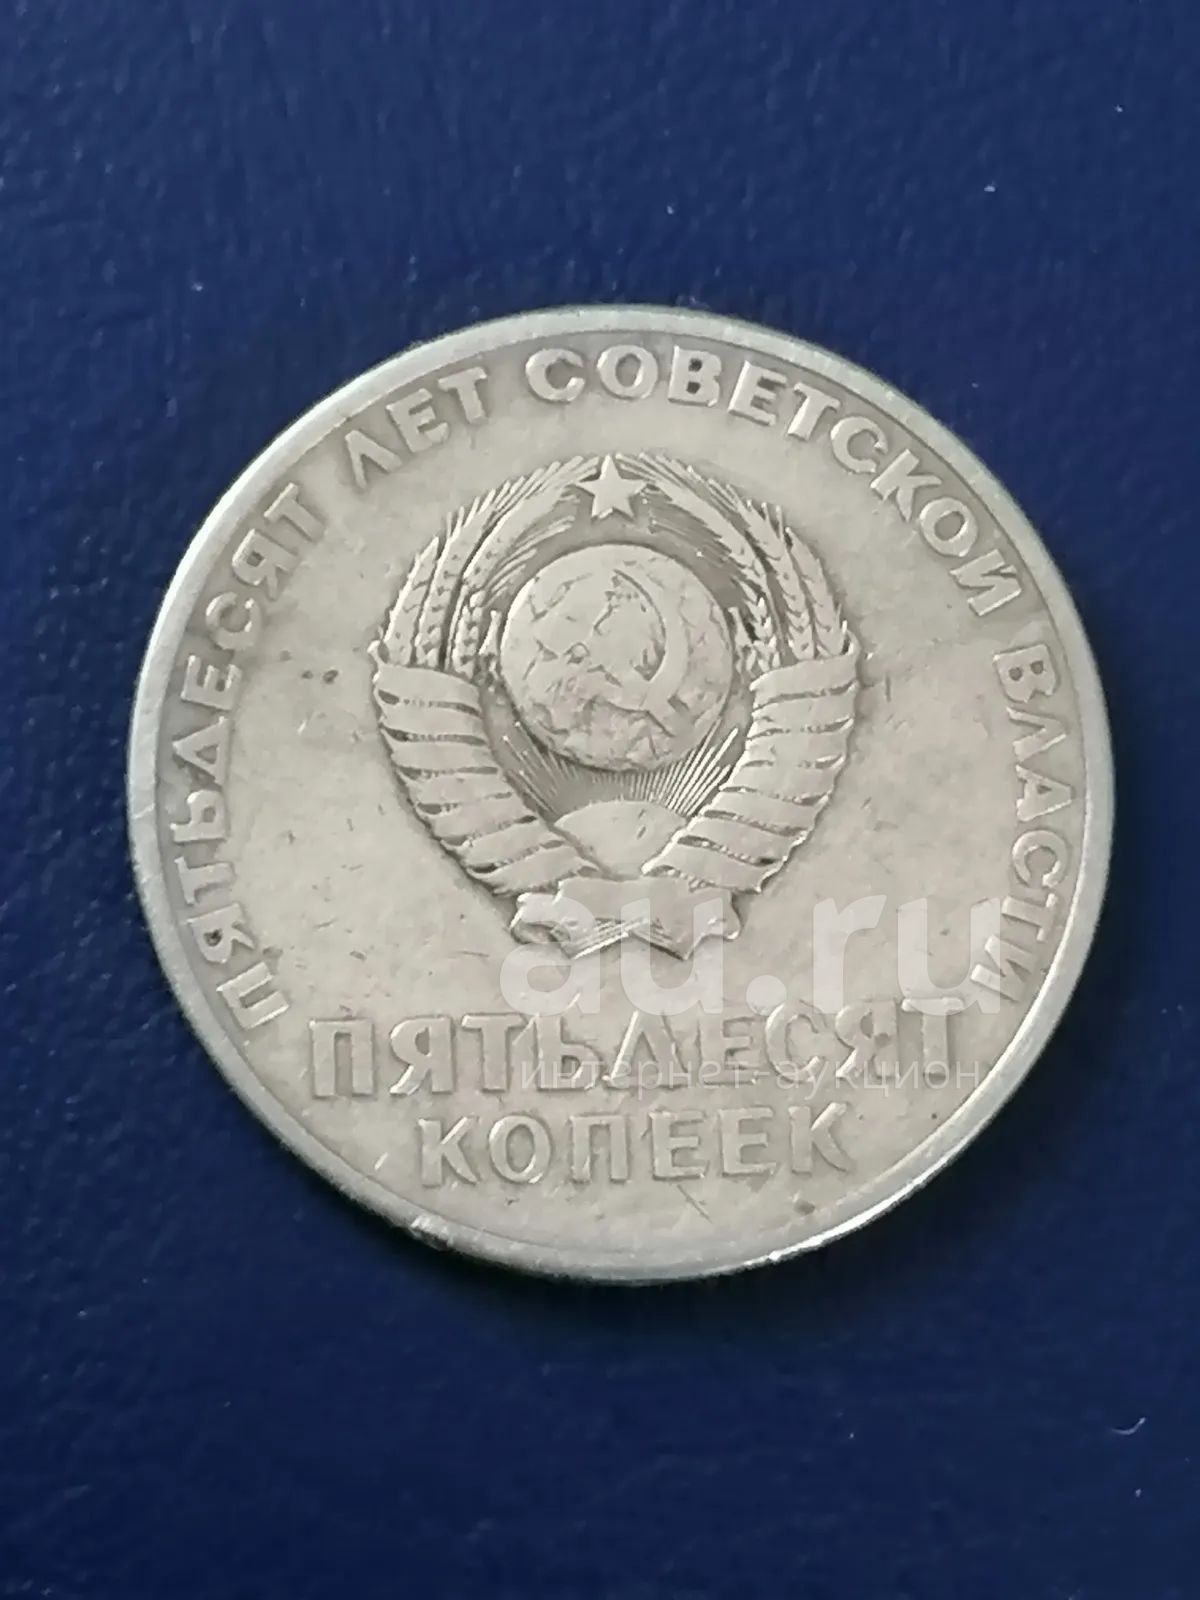 ПЯТЬДЕСЯТ ЛЕТ СОВЕТСКОЙ ВЛАСТИ
au.ru
ПЯТЬДЕСЯТ
интернет-аукцион
КОПЕЕК